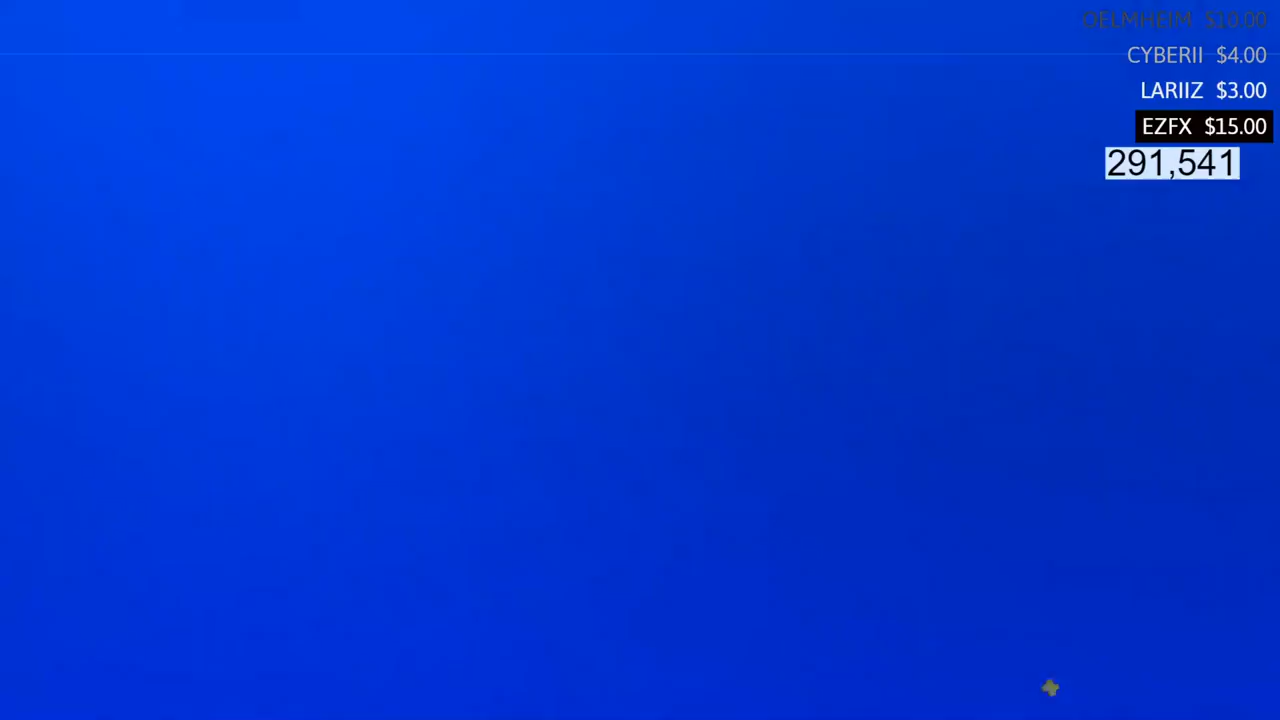 OELMHEIM $10.00
CYBERII $4.00
LARIIZ $3.00
EZFX $15.00
291,541